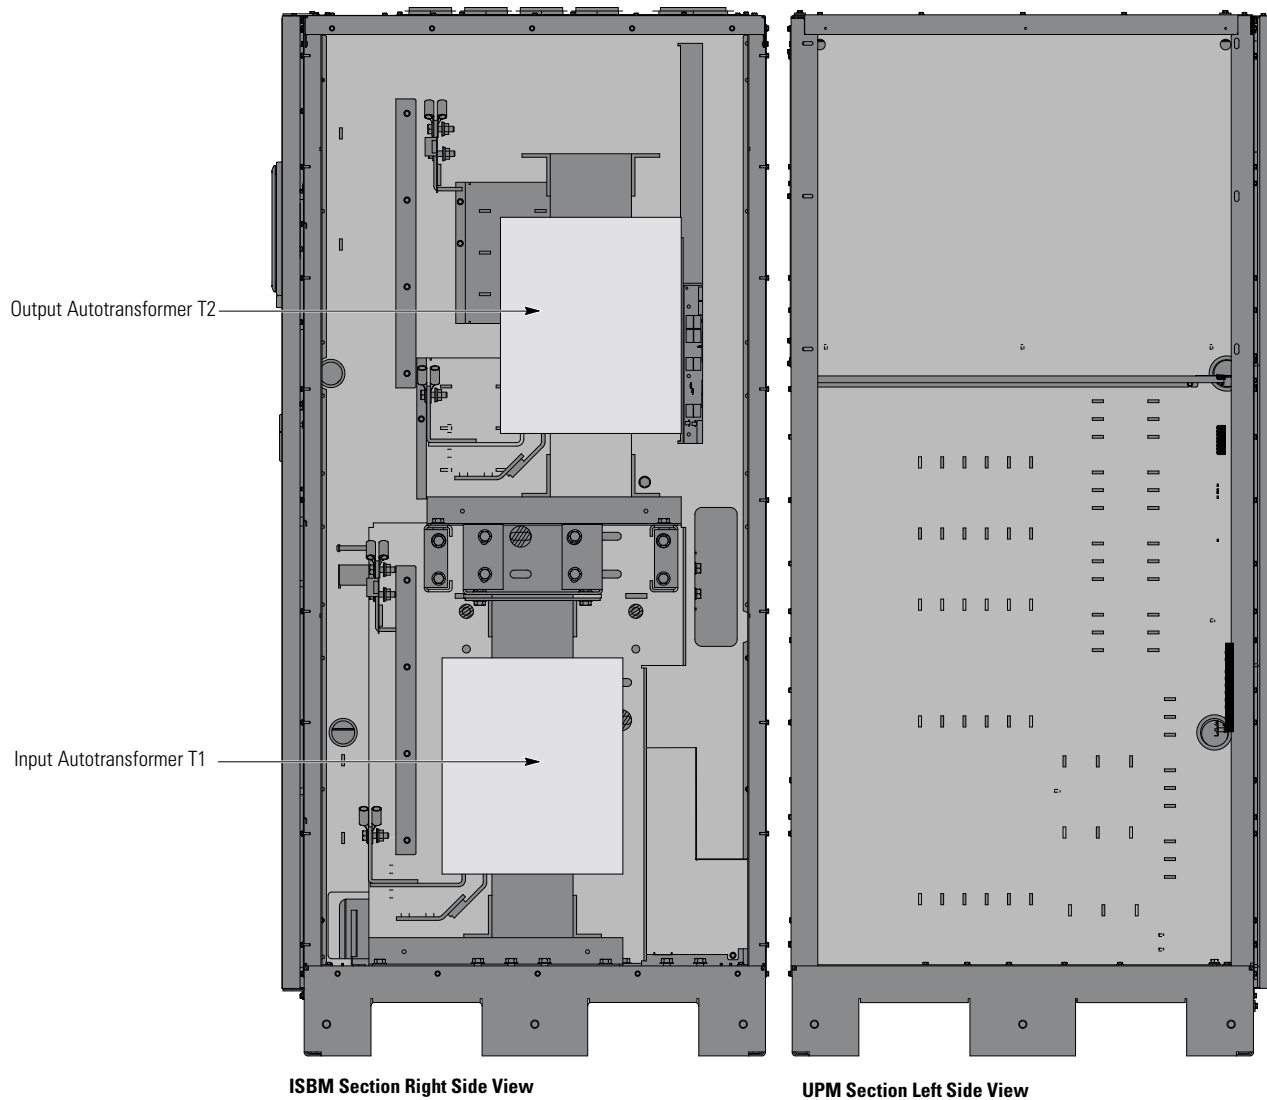 Output Autotransformer T2
Input Autotransformer T1
ISBM Section Right Side View
UPM Section Left Side View